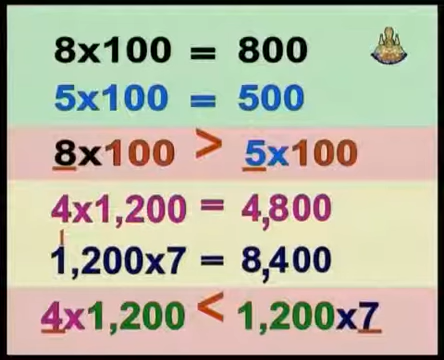 8x100 = 800
5x100 = 500
8x100 > 5x100
4x1,200 = 4,800
1,200x7 = 8,400
4x1,200 < 1,200x7